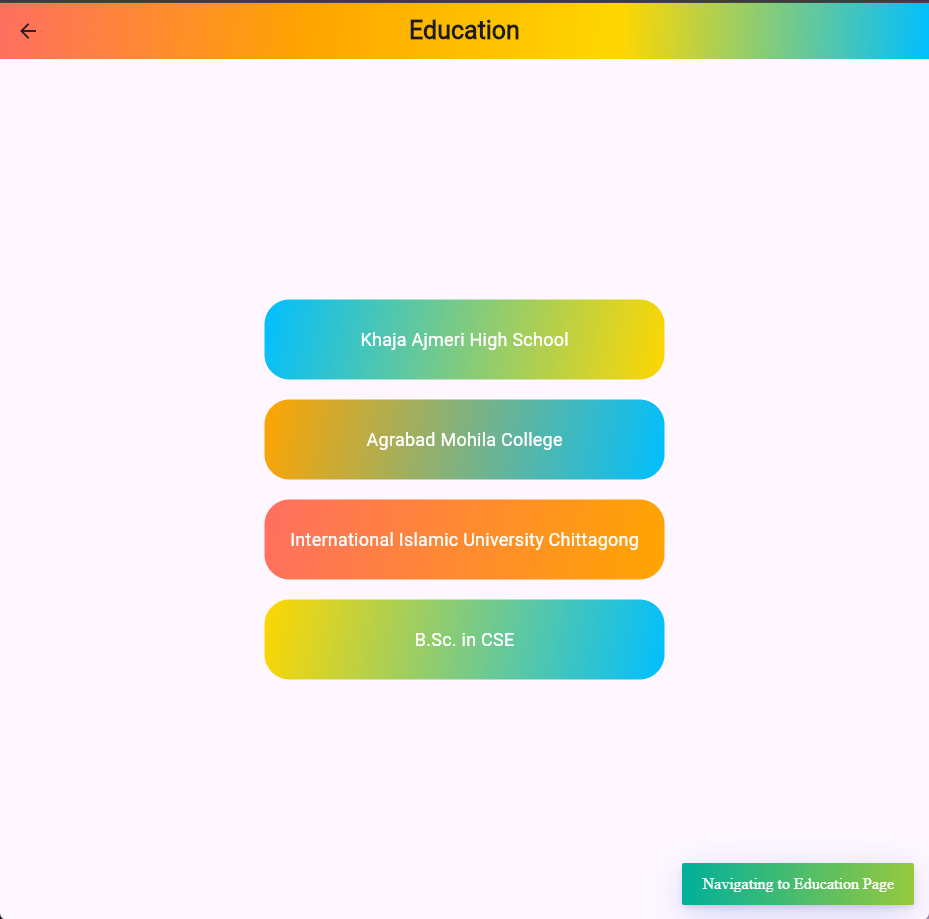 Education
Khaja Ajmeri High School
Agrabad Mohila College
International Islamic University Chittagong
B.Sc. in CSE
Navigating to Education Page